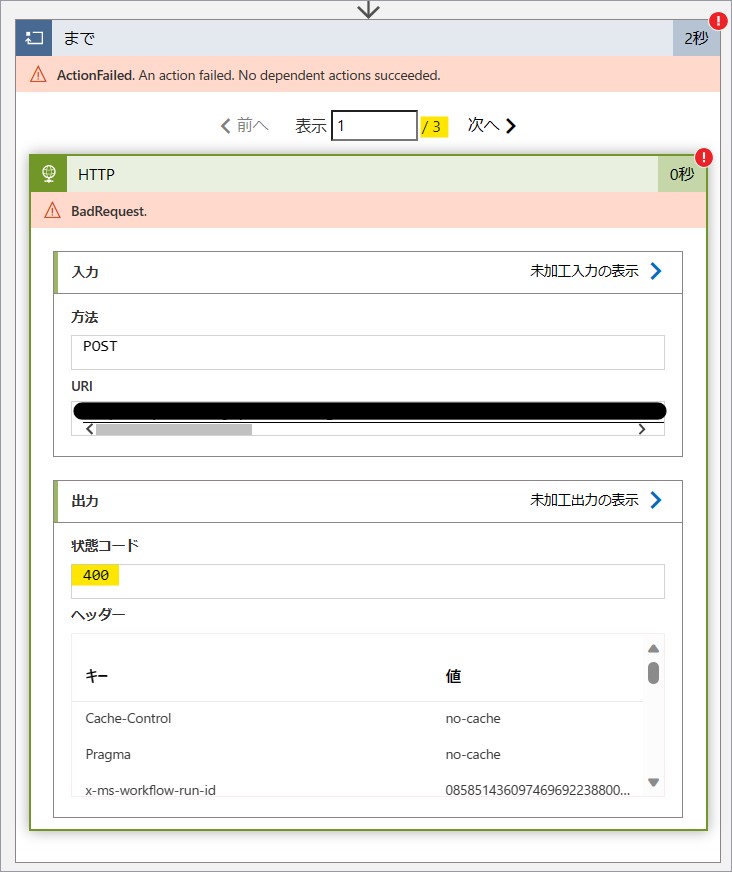 まで
2秒
ActionFailed. An action failed. No dependent actions succeeded.
前へ 表示 1 / 3 次へ
HTTP
0秒
BadRequest.
入力 未加工入力の表示
方法
POST
URI
出力 未加工出力の表示
状態コード
400
ヘッダー
キー 値
Cache-Control no-cache
Pragma no-cache
x-ms-workflow-run-id 085851436097469692238800...